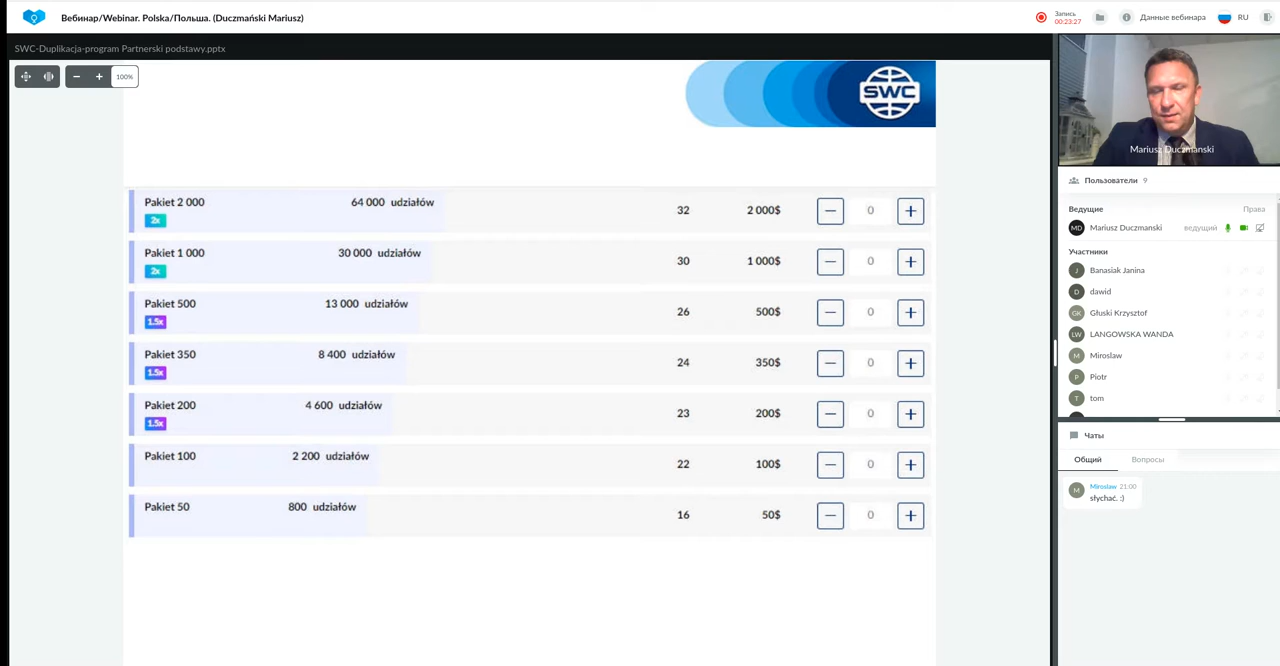 Вебинар/Webinar. Polska/Польша. (Duczmański Mariusz)
Запись
00:23:27
Данные вебинара
RU
SWC-Duplikacja-program Partnerski podstawy.pptx
100%
SWC
Mariusz Duczmanski
Pakiet 2 000 64 000 udziałów 32 2 000$ 0
2x
Pakiet 1 000 30 000 udziałów 30 1 000$ 0
2x
Pakiet 500 13 000 udziałów 26 500$ 0
1.5x
Pakiet 350 8 400 udziałów 24 350$ 0
1.5x
Pakiet 200 4 600 udziałów 23 200$ 0
1.5x
Pakiet 100 2 200 udziałów 22 100$ 0
Pakiet 50 800 udziałów 16 50$ 0
Пользователи 9
Ведущие Права
MD Mariusz Duczmanski ведущий
Участники
J Banasiak Janina
D dawid
GK Głuski Krzysztof
LW LANGOWSKA WANDA
M Miroslaw
P Piotr
T tom
Чаты
Общий Вопросы
M Miroslaw 21:00
słychać. :)